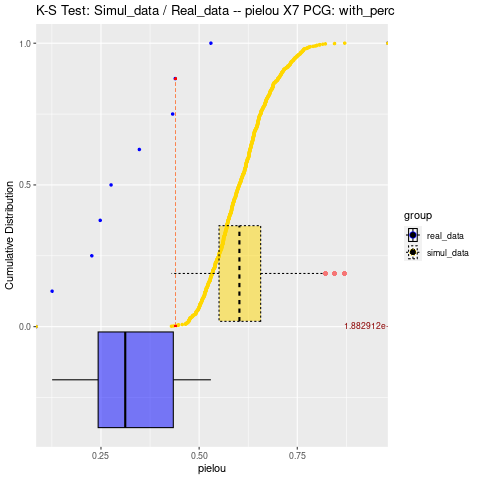 K-S Test: Simul_data / Real_data -- pielou X7 PCG: with_perc
Cumulative Distribution
1.0
0.5
0.0
1.882912e-
0.25 0.50 0.75
pielou
group
real_data
simul_data